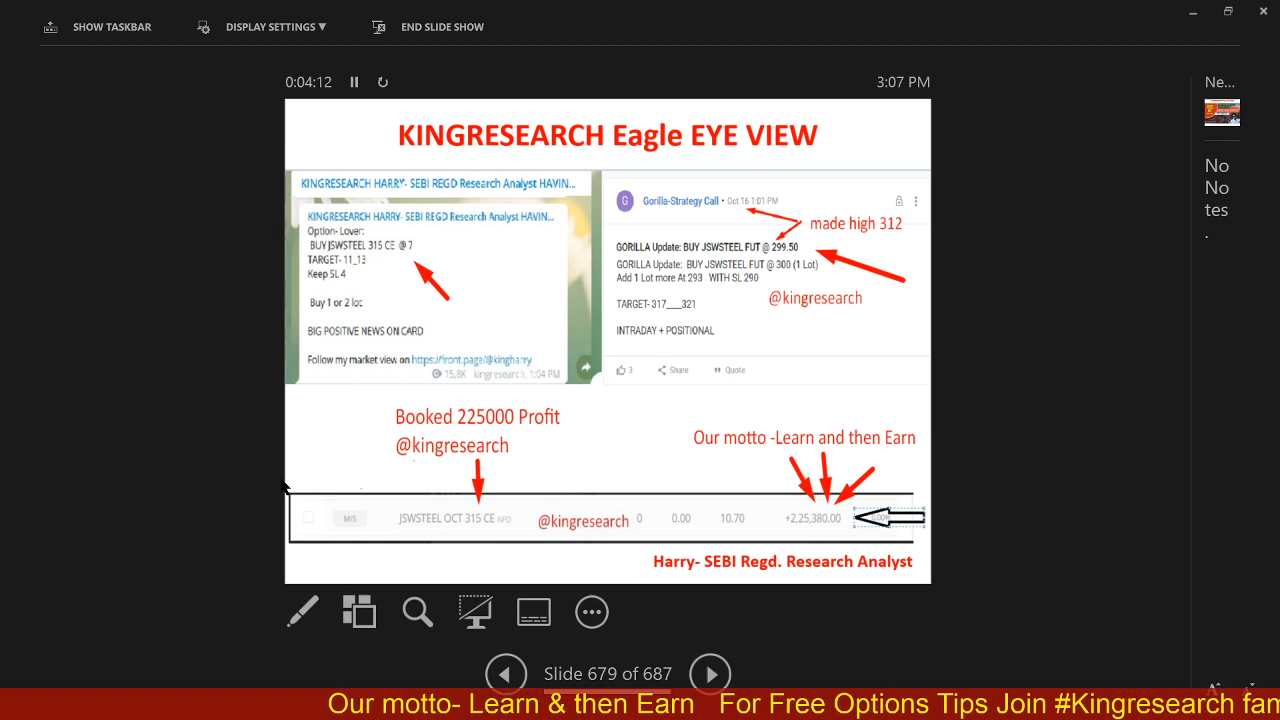 SHOW TASKBAR DISPLAY SETTINGS ▼ END SLIDE SHOW
0:04:12 3:07 PM
Ne...
KINGRESEARCH Eagle EYE VIEW
KINGRESEARCH HARRY- SEBI REGD Research Analyst HAVIN...
KINGRESEARCH HARRY- SEBI REGD Research Analyst HAVIN...
Option- Lover:
BUY JSWSTEEL 315 CE @ 7
TARGET- 11_13
Keep SL 4
Buy 1 or 2 lot
BIG POSITIVE NEWS ON CARD
Follow my market view on https://front.page/@kingharry
15.8K kingresearch, 1:04 PM
G Gorilla-Strategy Call • Oct 16 1:01 PM
made high 312
GORILLA Update: BUY JSWSTEEL FUT @ 299.50
GORILLA Update: BUY JSWSTEEL FUT @ 300 (1 Lot)
Add 1 Lot more At 293 WITH SL 290
@kingresearch
TARGET- 317___321
INTRADAY + POSITIONAL
3 Share Quote
No
No
tes
.
Booked 225000 Profit
@kingresearch
Our motto -Learn and then Earn
MIS JSWSTEEL OCT 315 CE NFO @kingresearch 0 0.00 10.70 +2,25,380.00
Harry- SEBI Regd. Research Analyst
Slide 679 of 687
Our motto- Learn & then Earn For Free Options Tips Join #Kingresearch fan